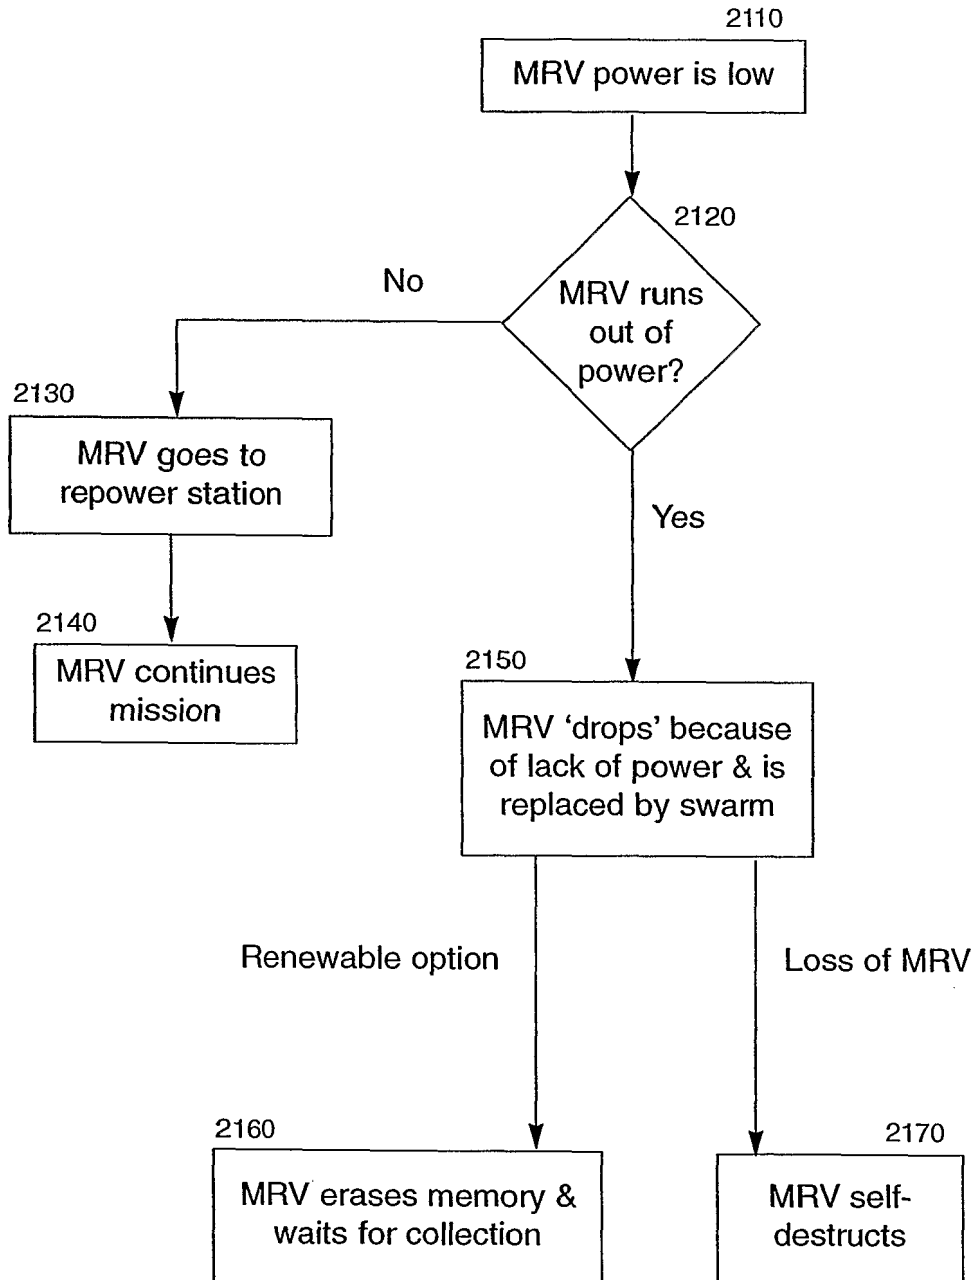 2110
MRV power is low
2120
MRV runs
out of
power?
No
2130
MRV goes to
repower station
2140
MRV continues
mission
Yes
2150
MRV ‘drops’ because
of lack of power & is
replaced by swarm
Renewable option
Loss of MRV
2160
MRV erases memory &
waits for collection
2170
MRV self-
destructs